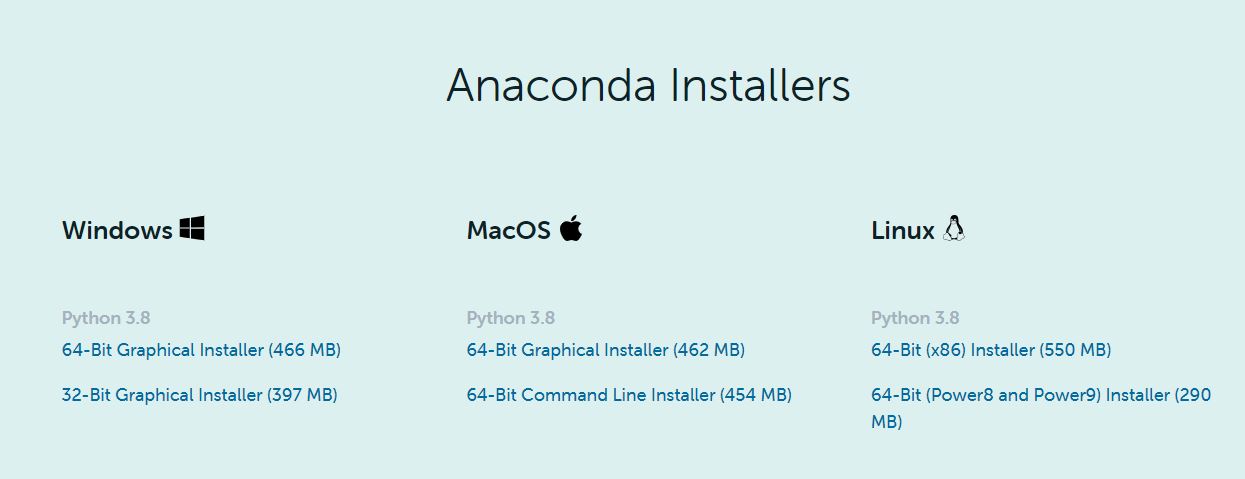 Anaconda Installers
Windows
MacOS
Linux
Python 3.8
64-Bit Graphical Installer (466 MB)
32-Bit Graphical Installer (397 MB)
Python 3.8
64-Bit Graphical Installer (462 MB)
64-Bit Command Line Installer (454 MB)
Python 3.8
64-Bit (x86) Installer (550 MB)
64-Bit (Power8 and Power9) Installer (290
MB)